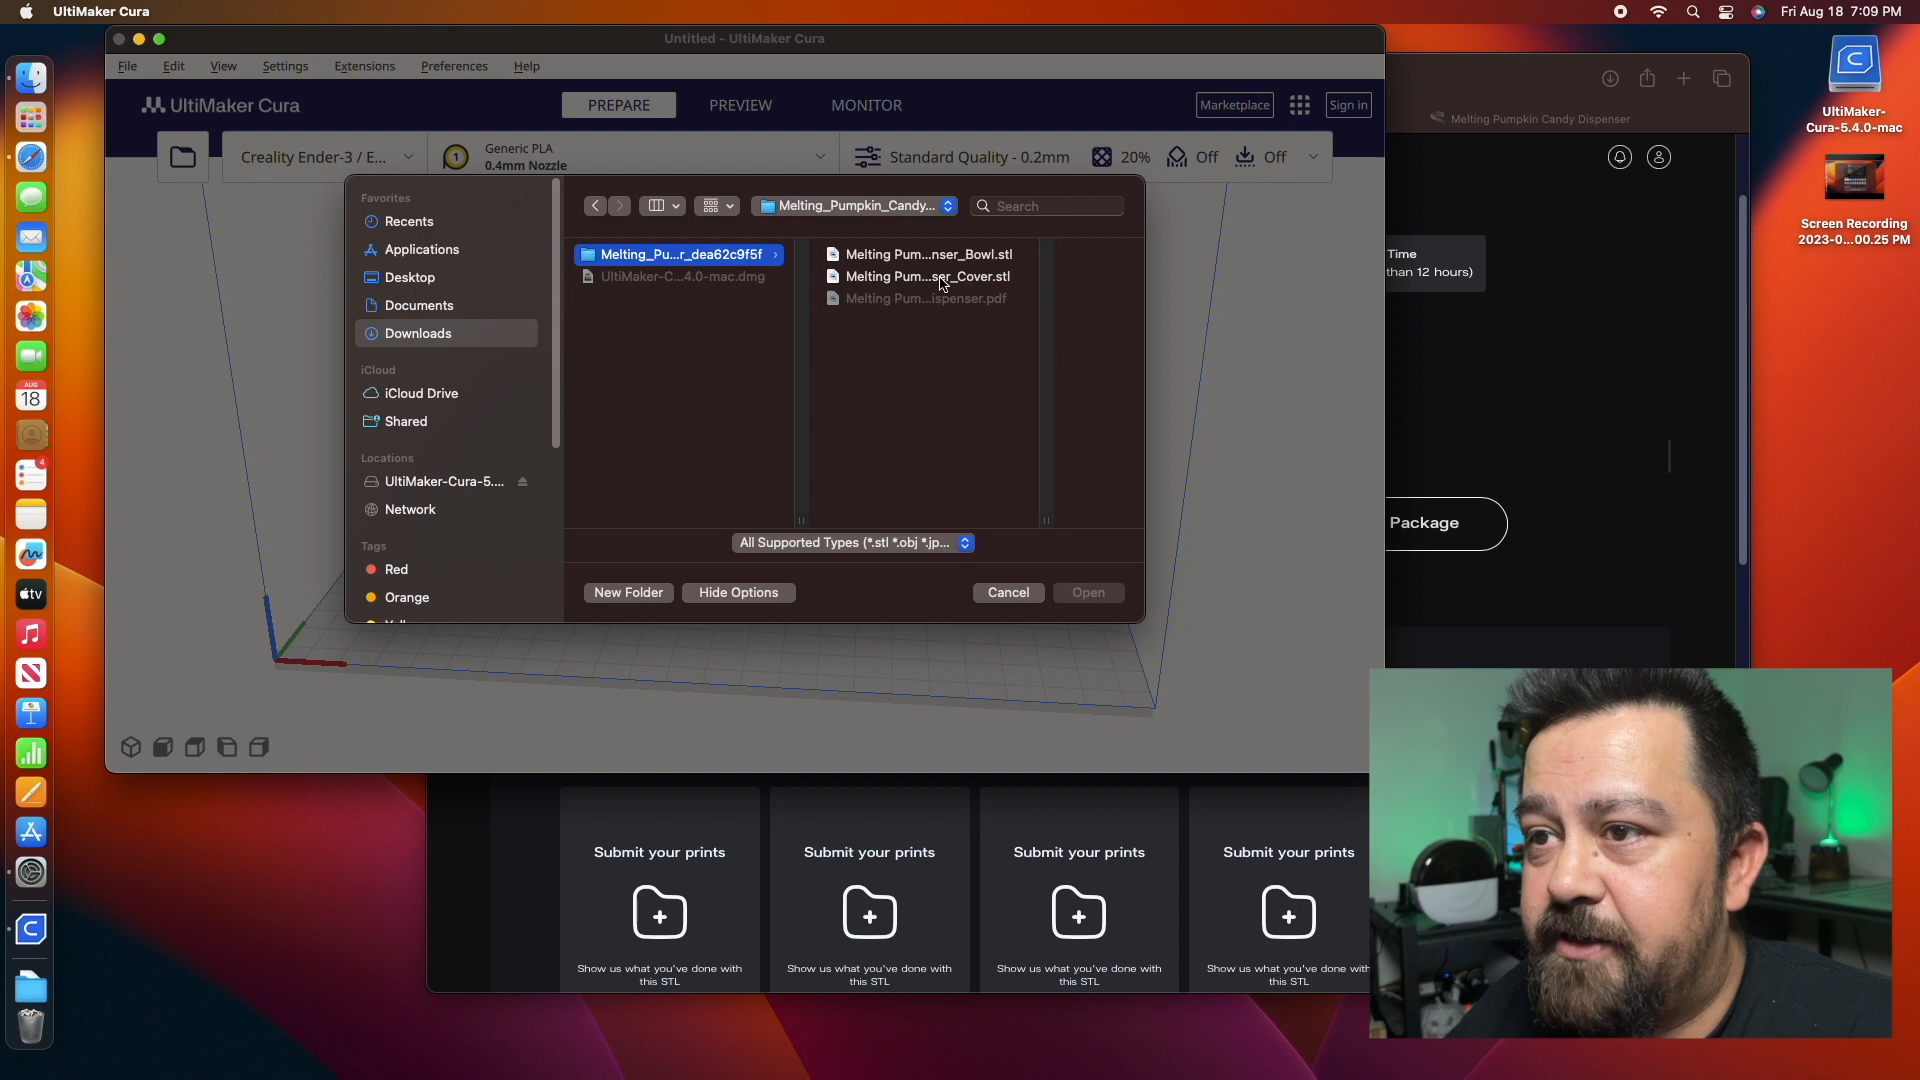 UltiMaker Cura
Fri Aug 18 7:09 PM
Untitled - UltiMaker Cura
File Edit View Settings Extensions Preferences Help
UltiMaker Cura
PREPARE PREVIEW MONITOR
Marketplace
Sign in
Creality Ender-3 / E...
1
Generic PLA
0.4mm Nozzle
Standard Quality - 0.2mm
20%
Off
Off
Favorites
Recents
Applications
Desktop
Documents
Downloads
iCloud
iCloud Drive
Shared
Locations
UltiMaker-Cura-5....
Network
Tags
Red
Orange
Melting_Pumpkin_Candy...
Search
Melting_Pu...r_dea62c9f5f
UltiMaker-C...4.0-mac.dmg
Melting Pum...nser_Bowl.stl
Melting Pum...ser_Cover.stl
Melting Pum...ispenser.pdf
All Supported Types (*.stl *.obj *.jp...
New Folder
Hide Options
Cancel
Open
Melting Pumpkin Candy Dispenser
Time
than 12 hours)
Package
UltiMaker-
Cura-5.4.0-mac
Screen Recording
2023-0...00.25 PM
AUG
18
4
tv
Submit your prints
Show us what you've done with
this STL
Submit your prints
Show us what you've done with
this STL
Submit your prints
Show us what you've done with
this STL
Submit your prints
Show us what you've done with
this STL